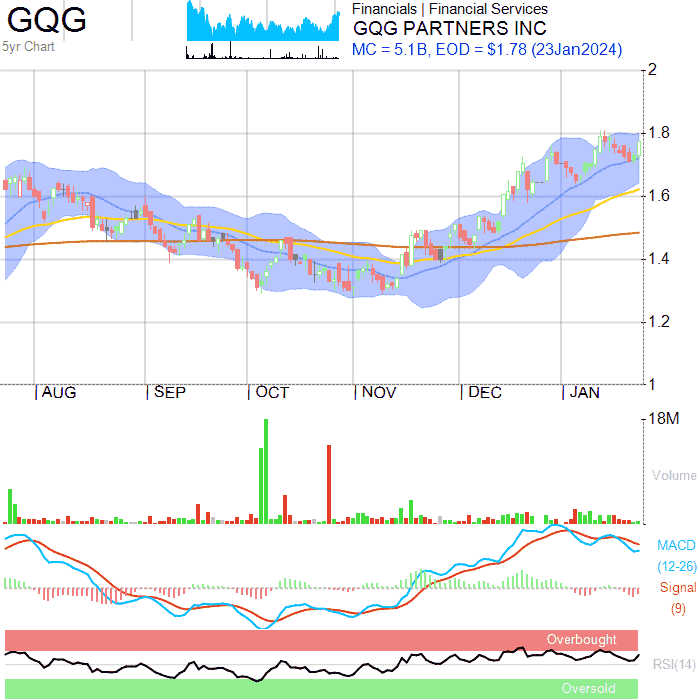 GQG
5yr Chart
Financials | Financial Services
GQG PARTNERS INC
MC = 5.1B, EOD = $1.78 (23Jan2024)
2
1.8
1.6
1.4
1.2
1
| AUG | SEP | OCT | NOV | DEC | JAN
18M
Volume
MACD
(12-26)
Signal
(9)
Overbought
RSI(14)
Oversold